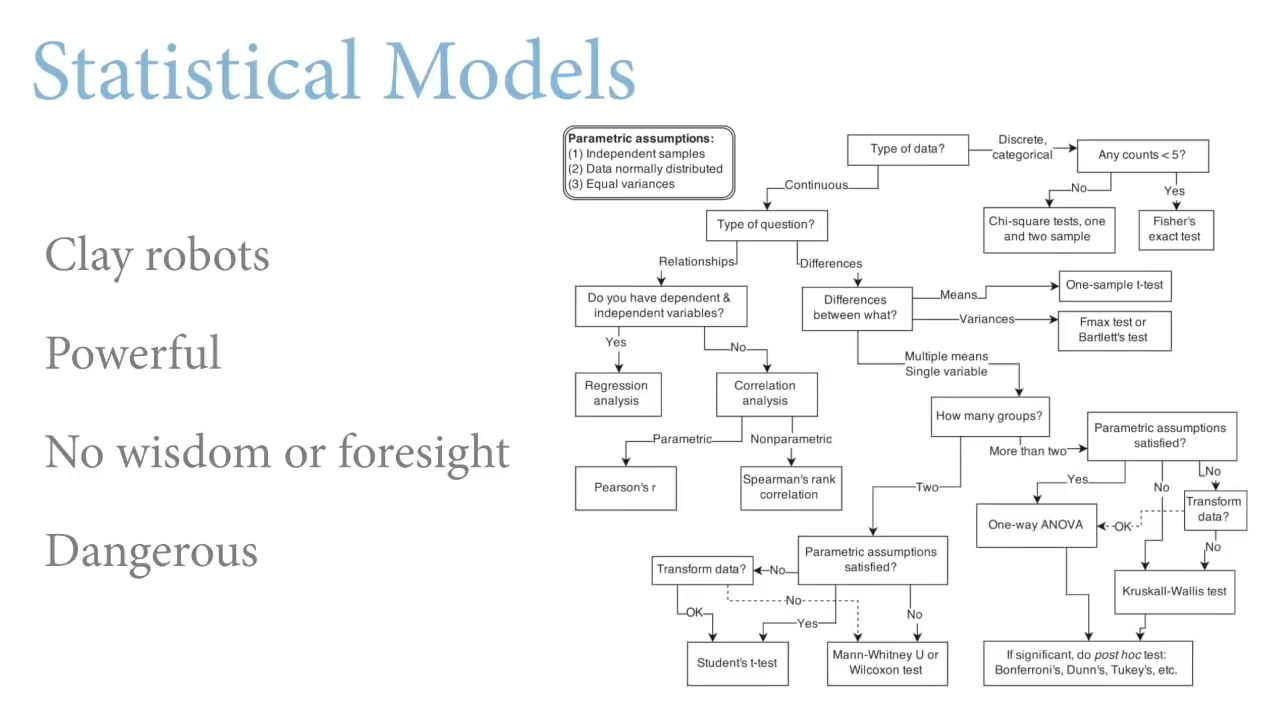 Statistical Models
Clay robots
Powerful
No wisdom or foresight
Dangerous
Parametric assumptions:
(1) Independent samples
(2) Data normally distributed
(3) Equal variances
Type of data?
Discrete,
categorical
Any counts < 5?
Continuous
No
Yes
Type of question?
Chi-square tests, one
and two sample
Fisher's
exact test
Relationships
Differences
Do you have dependent &
independent variables?
Differences
between what?
Means
One-sample t-test
Variances
Fmax test or
Bartlett's test
Yes
No
Multiple means
Single variable
Regression
analysis
Correlation
analysis
How many groups?
More than two
Parametric assumptions
satisfied?
Parametric
Nonparametric
Pearson's r
Spearman's rank
correlation
Two
Yes
No
No
Transform
data?
One-way ANOVA
OK
No
Kruskall-Wallis test
Parametric assumptions
satisfied?
Transform data?
No
No
OK
Yes
No
Student's t-test
Mann-Whitney U or
Wilcoxon test
If significant, do post hoc test:
Bonferroni's, Dunn's, Tukey's, etc.